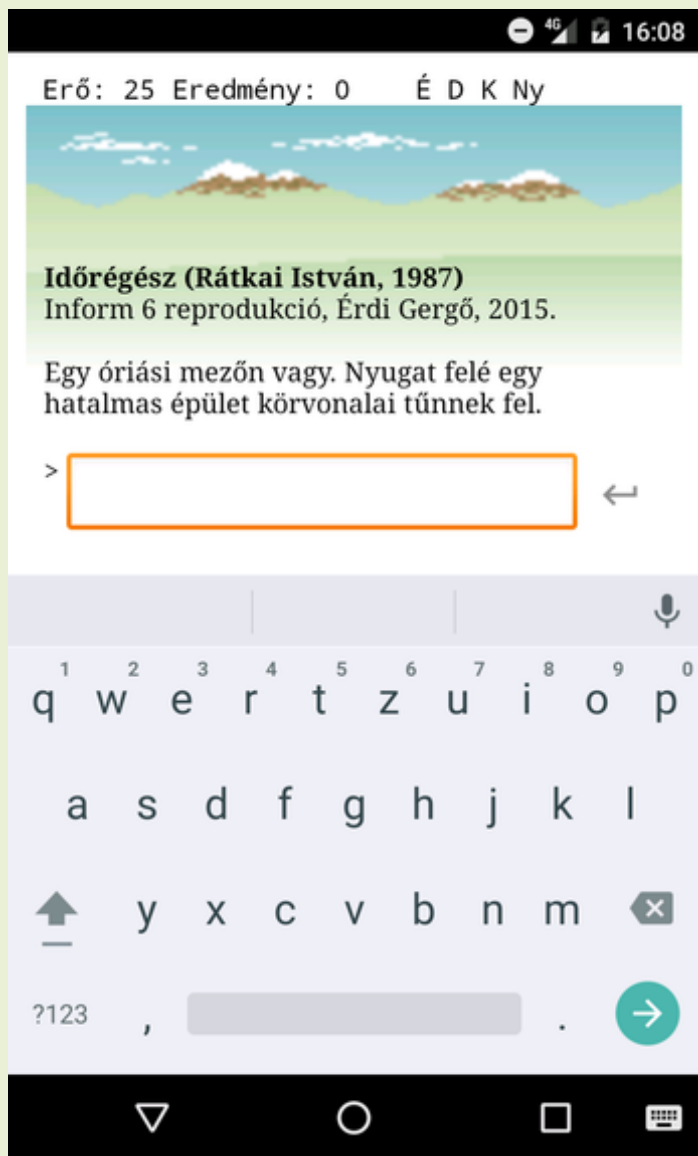 4G 16:08
Erő: 25 Eredmény: 0 É D K Ny
Időrégész (Rátkai István, 1987)
Inform 6 reprodukció, Érdi Gergő, 2015.
Egy óriási mezőn vagy. Nyugat felé egy
hatalmas épület körvonalai tűnnek fel.
>
1 2 3 4 5 6 7 8 9 0
q w e r t z u i o p
a s d f g h j k l
y x c v b n m
?123 , .